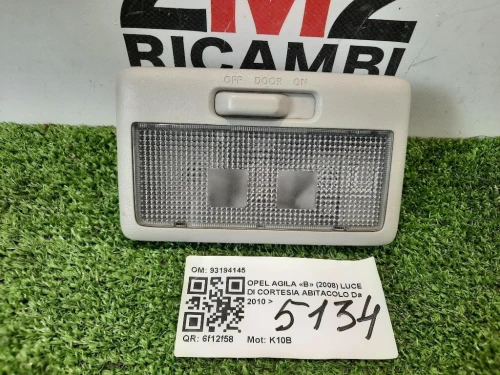 2M2
RICAMBI
OFF DOOR ON
OM: 93194145
OPEL AGILA «B» (2008) LUCE
DI CORTESIA ABITACOLO Da
2010 >
5134
QR: 6f12f58
Mot: K10B